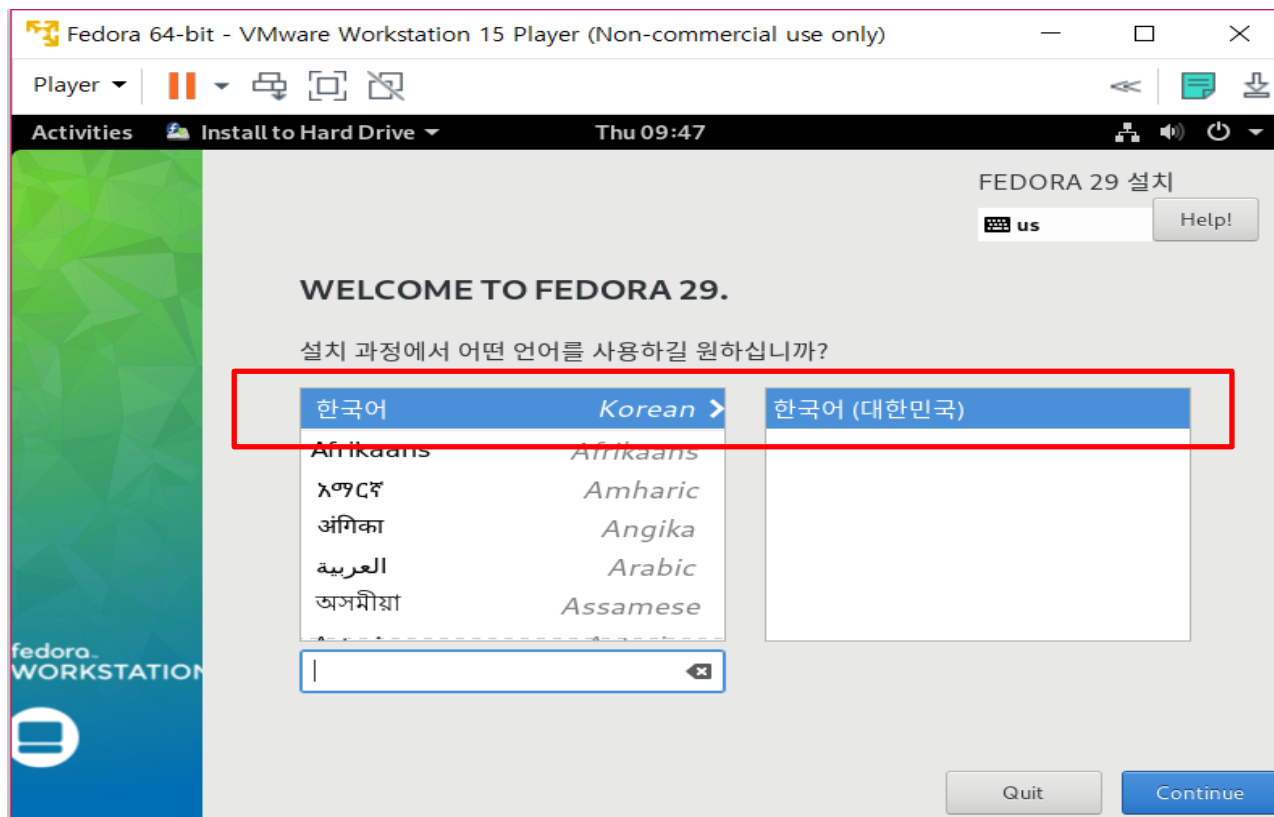 Fedora 64-bit - VMware Workstation 15 Player (Non-commercial use only)
Player
Activities Install to Hard Drive Thu 09:47
FEDORA 29 설치
us Help!
WELCOME TO FEDORA 29.
설치 과정에서 어떤 언어를 사용하길 원하십니까?
한국어 Korean 한국어 (대한민국)
Afrikaans Afrikaans
አማርኛ Amharic
अंगिका Angika
العربية Arabic
অসমীয়া Assamese
fedora
WORKSTATION
Quit Continue